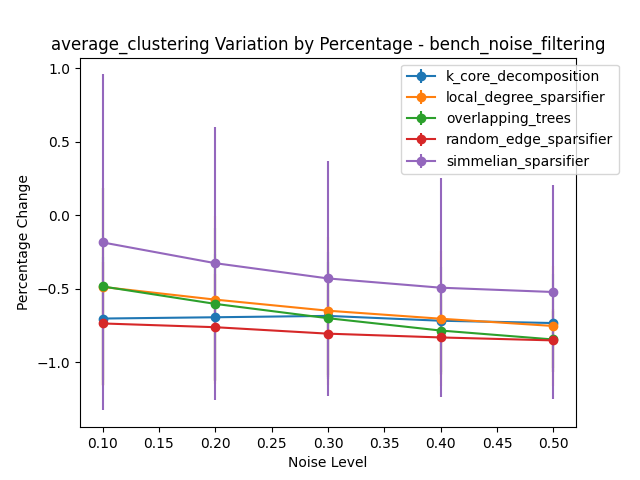 average_clustering Variation by Percentage - bench_noise_filtering
k_core_decomposition
local_degree_sparsifier
overlapping_trees
random_edge_sparsifier
simmelian_sparsifier
Percentage Change
1.0
0.5
0.0
−0.5
−1.0
0.10 0.15 0.20 0.25 0.30 0.35 0.40 0.45 0.50
Noise Level